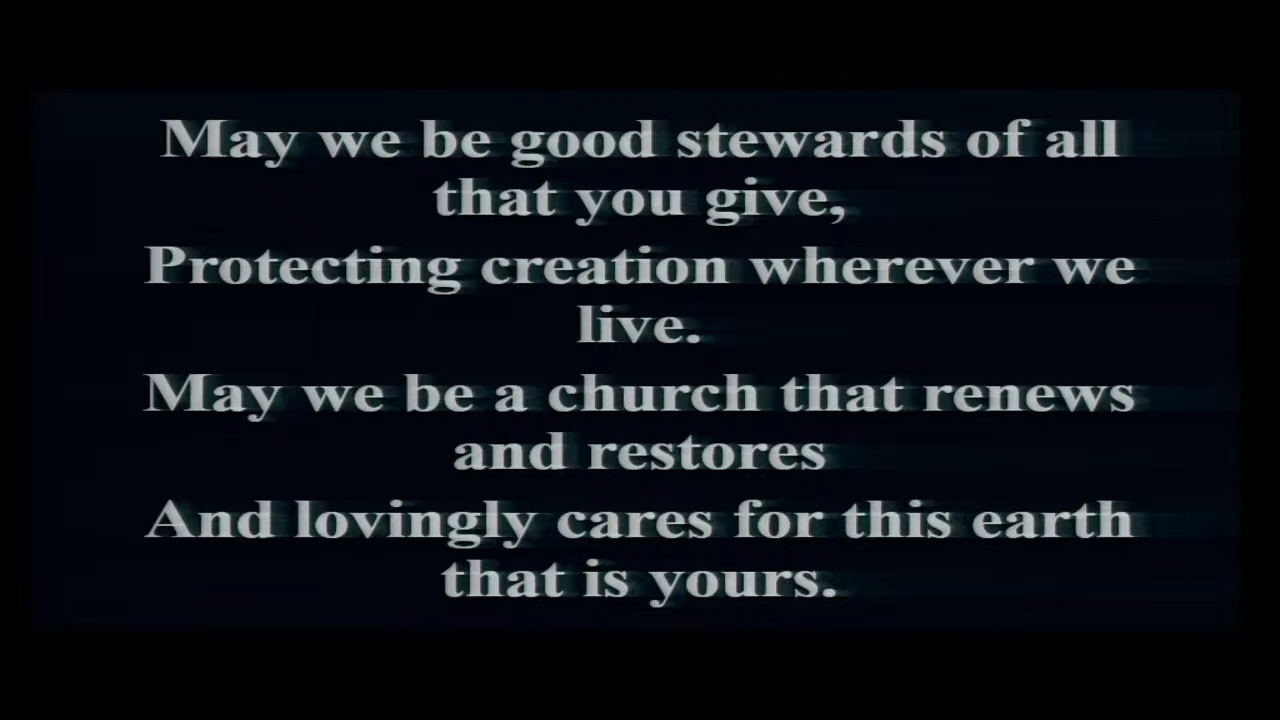 May we be good stewards of all
that you give,
Protecting creation wherever we
live.
May we be a church that renews
and restores
And lovingly cares for this earth
that is yours.